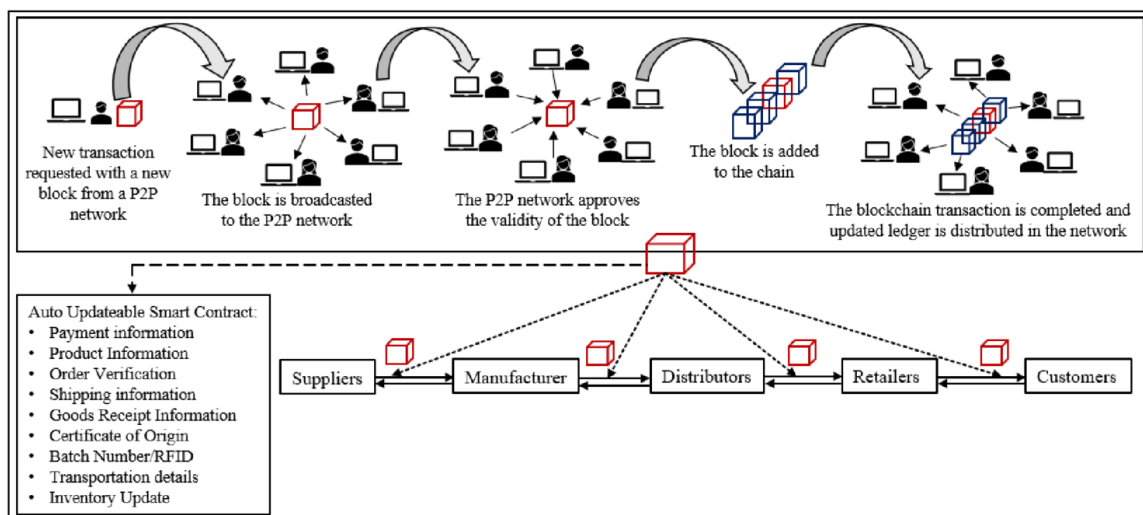 New transaction
requested with a new
block from a P2P
network
The block is broadcasted
to the P2P network
The P2P network approves
the validity of the block
The block is added
to the chain
The blockchain transaction is completed and
updated ledger is distributed in the network
Auto Updateable Smart Contract:
• Payment information
• Product Information
• Order Verification
• Shipping information
• Goods Receipt Information
• Certificate of Origin
• Batch Number/RFID
• Transportation details
• Inventory Update
Suppliers
Manufacturer
Distributors
Retailers
Customers